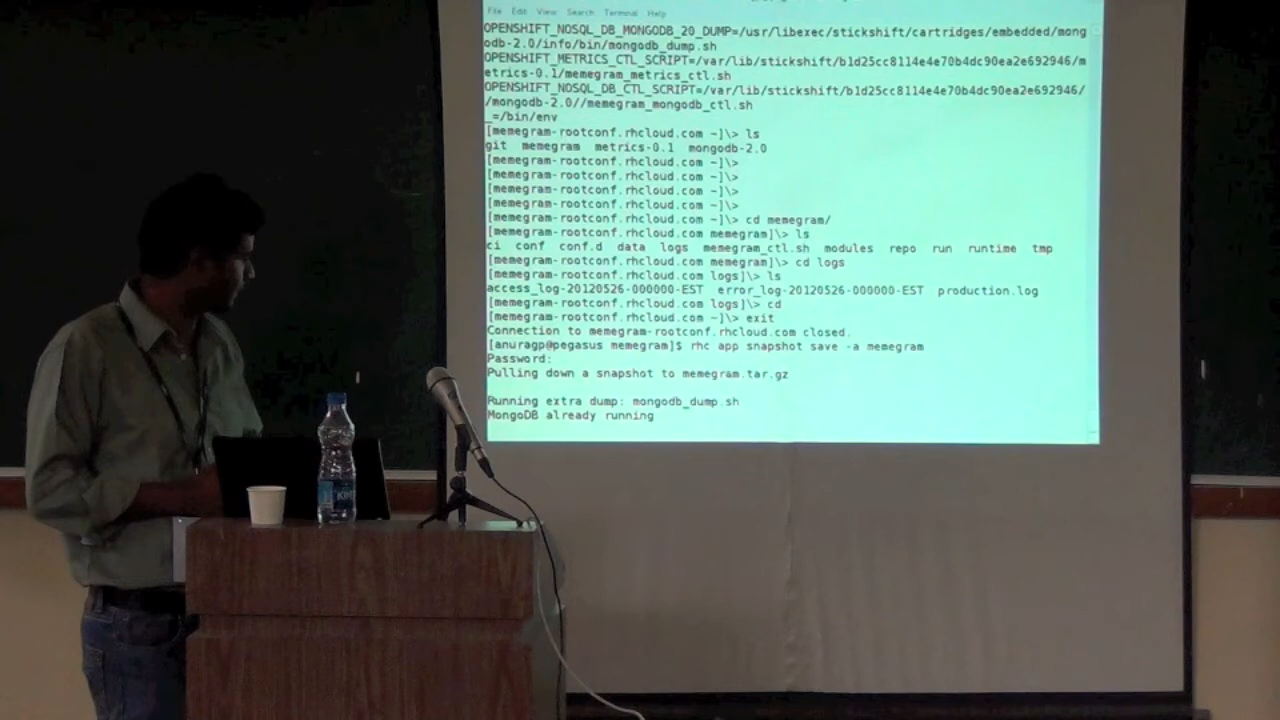 File Edit View Search Terminal Help
OPENSHIFT_NOSQL_DB_MONGODB_20_DUMP=/usr/libexec/stickshift/cartridges/embedded/mong
odb-2.0/info/bin/mongodb_dump.sh
OPENSHIFT_METRICS_CTL_SCRIPT=/var/lib/stickshift/b1d25cc8114e4e70b4dc90ea2e692946/m
etrics-0.1/memegram_metrics_ctl.sh
OPENSHIFT_NOSQL_DB_CTL_SCRIPT=/var/lib/stickshift/b1d25cc8114e4e70b4dc90ea2e692946/
/mongodb-2.0//memegram_mongodb_ctl.sh
_=/bin/env
[memegram-rootconf.rhcloud.com ~]\> ls
git memegram metrics-0.1 mongodb-2.0
[memegram-rootconf.rhcloud.com ~]\>
[memegram-rootconf.rhcloud.com ~]\>
[memegram-rootconf.rhcloud.com ~]\>
[memegram-rootconf.rhcloud.com ~]\>
[memegram-rootconf.rhcloud.com ~]\> cd memegram/
[memegram-rootconf.rhcloud.com memegram]\> ls
ci conf conf.d data logs memegram_ctl.sh modules repo run runtime tmp
[memegram-rootconf.rhcloud.com memegram]\> cd logs
[memegram-rootconf.rhcloud.com logs]\> ls
access_log-20120526-000000-EST error_log-20120526-000000-EST production.log
[memegram-rootconf.rhcloud.com logs]\> cd
[memegram-rootconf.rhcloud.com ~]\> exit
Connection to memegram-rootconf.rhcloud.com closed.
[anuragp@pegasus memegram]$ rhc app snapshot save -a memegram
Password:
Pulling down a snapshot to memegram.tar.gz
Running extra dump: mongodb_dump.sh
MongoDB already running